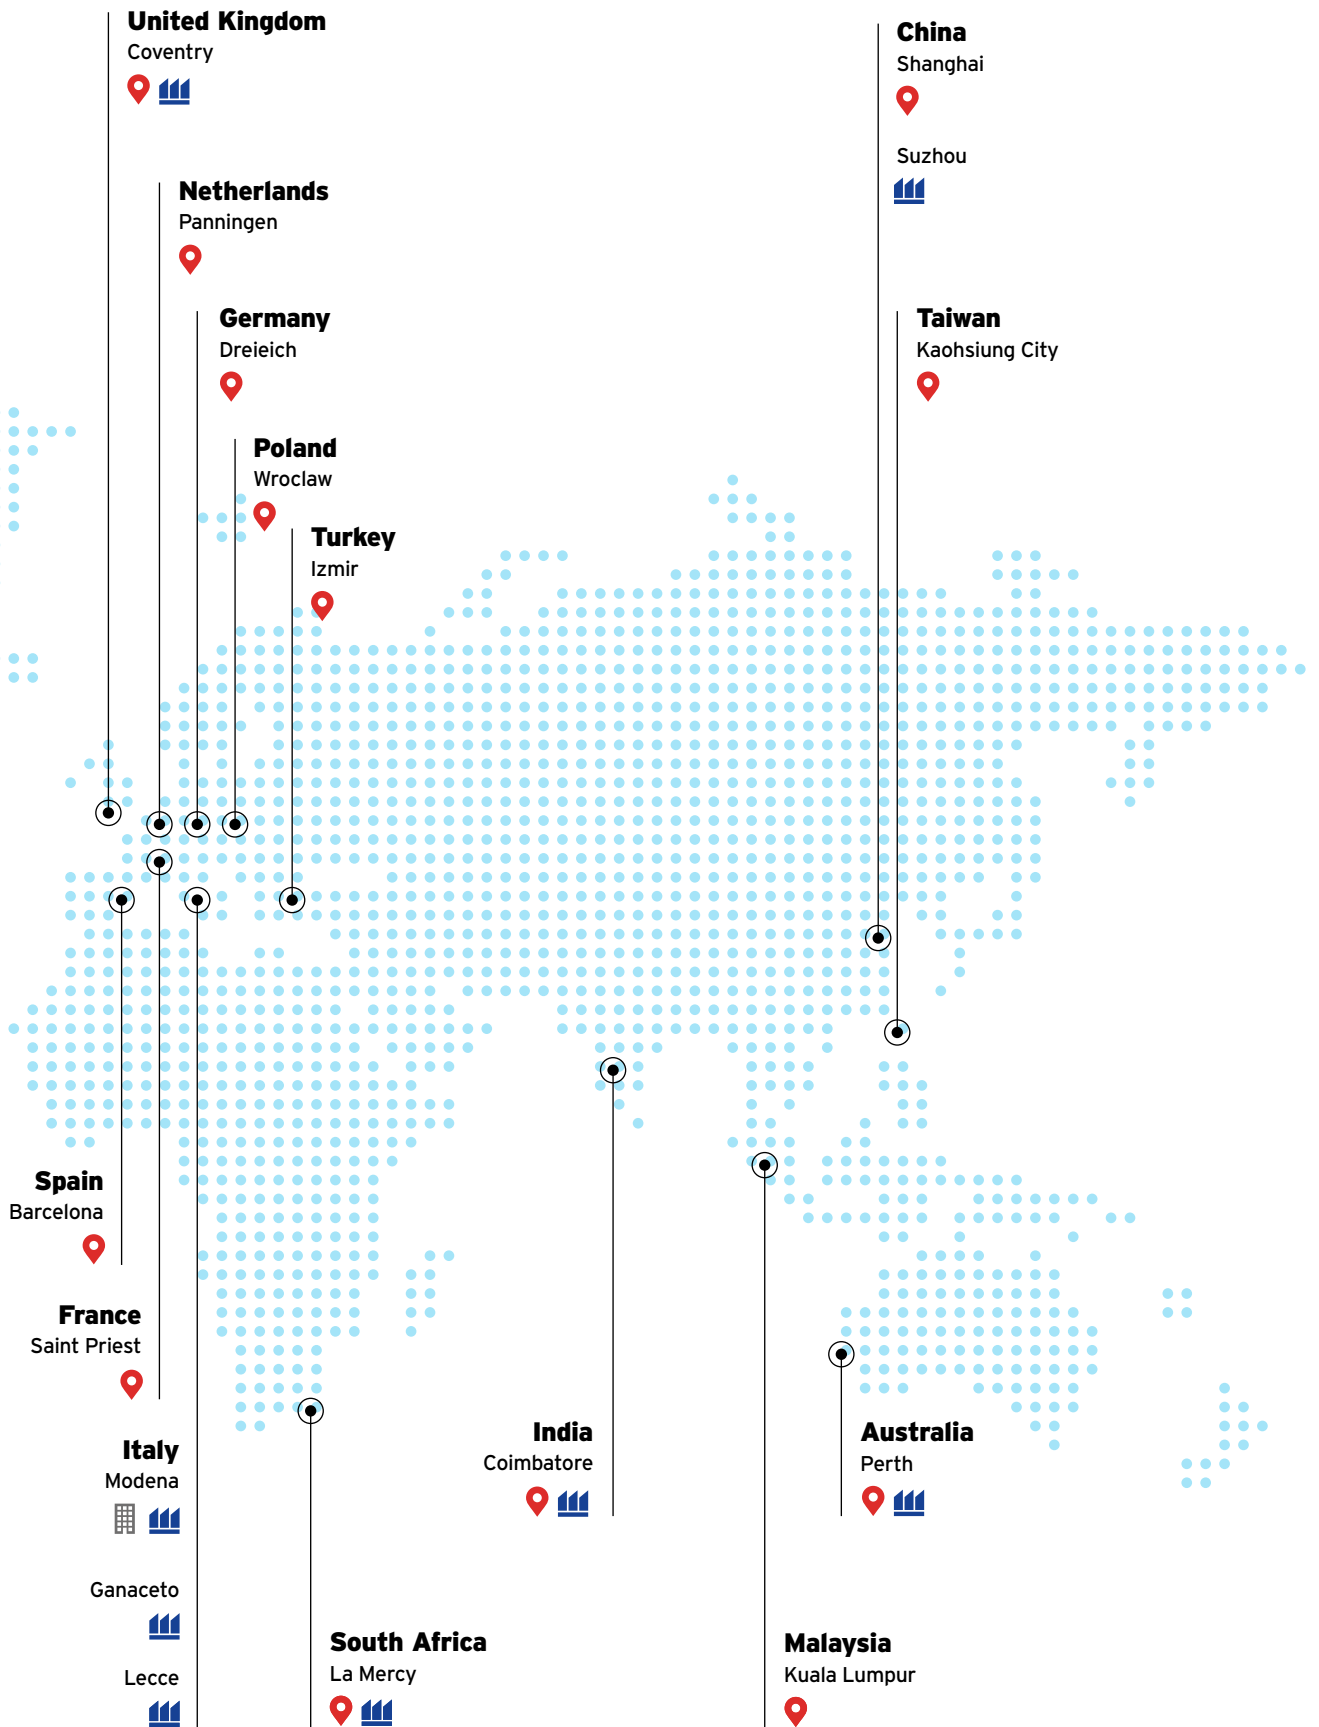 United Kingdom
Coventry
China
Shanghai
Suzhou
Netherlands
Panningen
Germany
Dreieich
Taiwan
Kaohsiung City
Poland
Wroclaw
Turkey
Izmir
Spain
Barcelona
France
Saint Priest
Italy
Modena
Ganaceto
Lecce
India
Coimbatore
Australia
Perth
South Africa
La Mercy
Malaysia
Kuala Lumpur